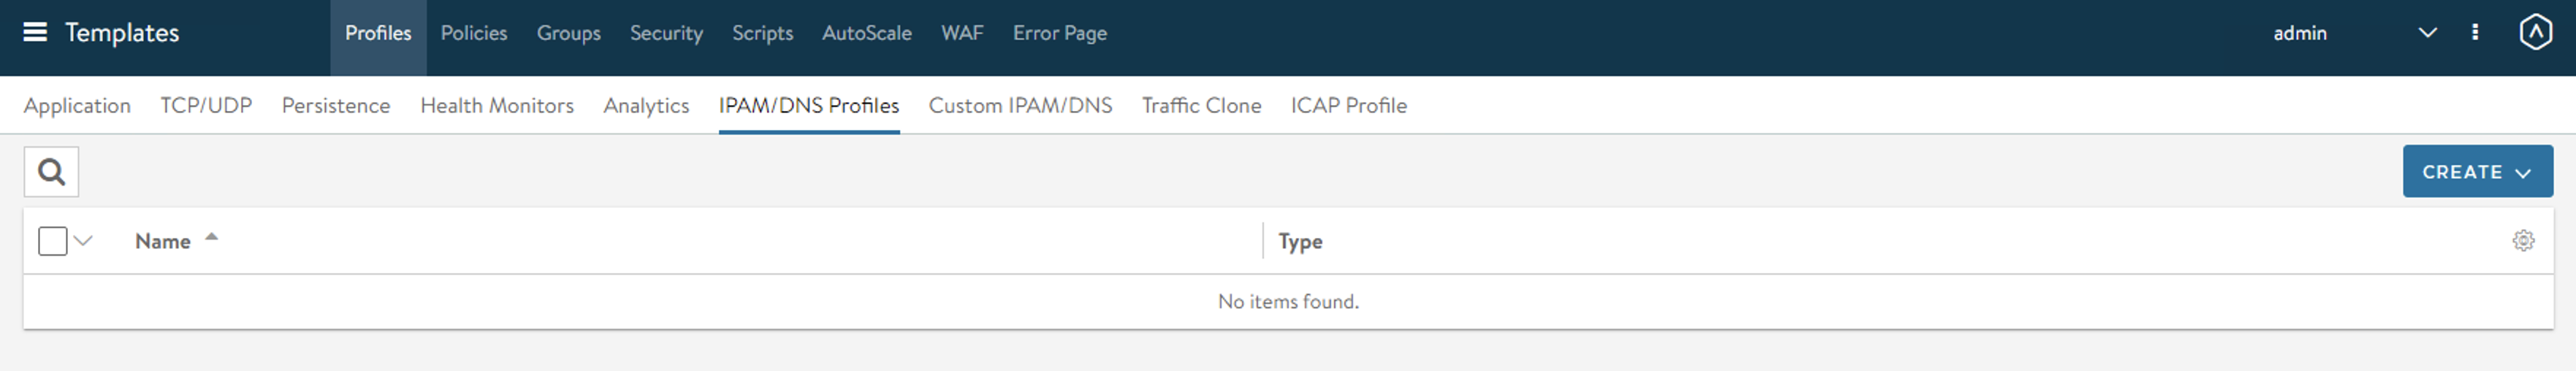 Templates Profiles Policies Groups Security Scripts AutoScale WAF Error Page admin
Application TCP/UDP Persistence Health Monitors Analytics IPAM/DNS Profiles Custom IPAM/DNS Traffic Clone ICAP Profile
CREATE
Name Type
No items found.